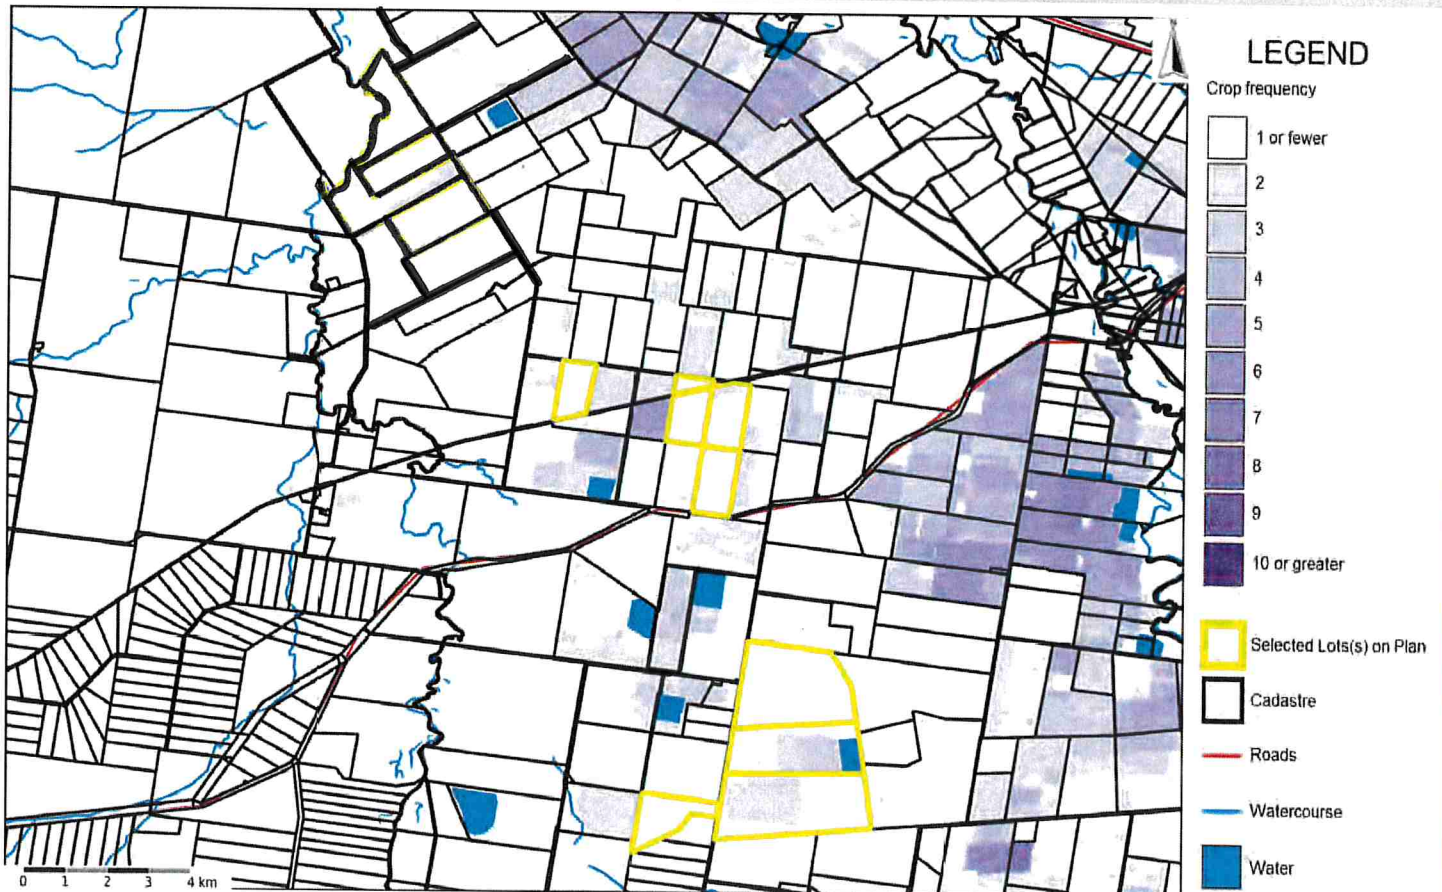 LEGEND
Crop frequency
1 or fewer
2
3
4
5
6
7
8
9
10 or greater
Selected Lots(s) on Plan
Cadastre
Roads
Watercourse
Water
0 1 2 3 4 km